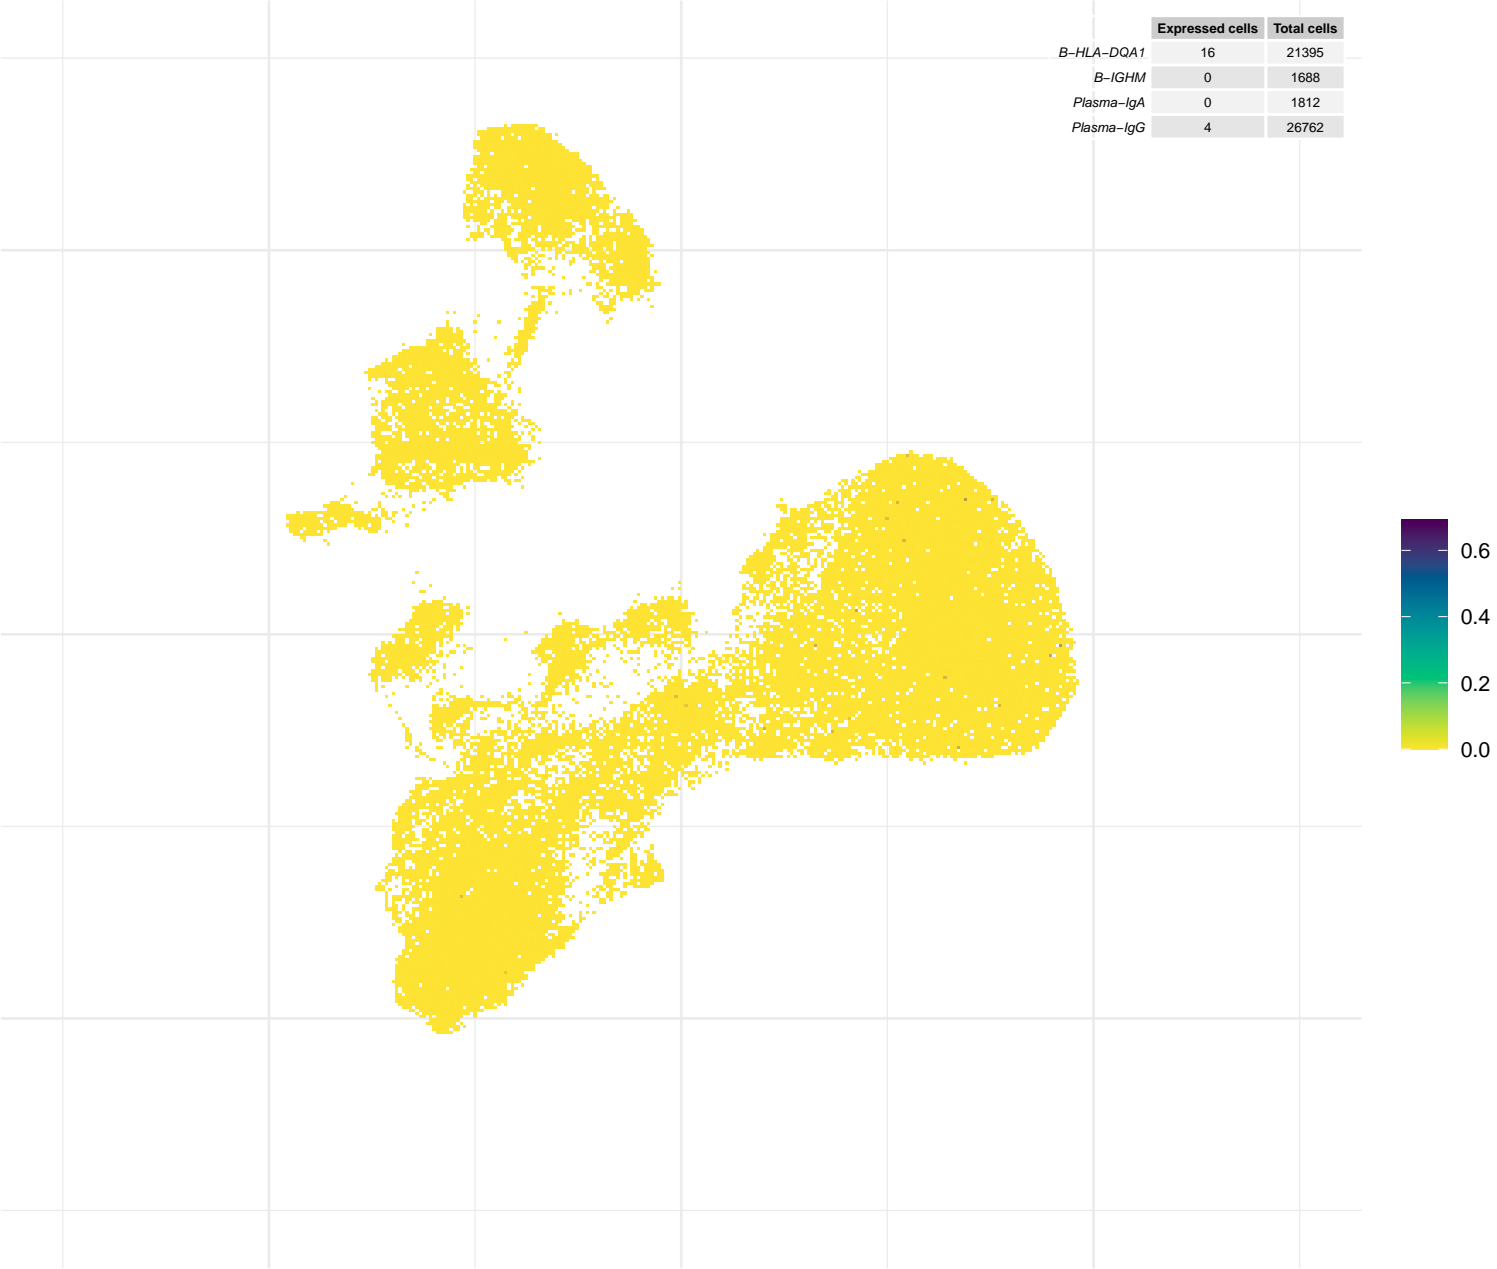 Expressed cells Total cells
B−HLA−DQA1 16 21395
B−IGHM 0 1688
Plasma−IgA 0 1812
Plasma−IgG 4 26762
0.6
0.4
0.2
0.0